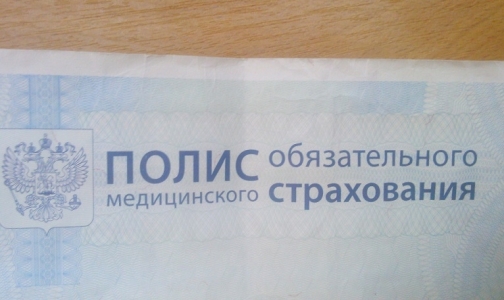 ПОЛИС обязательного
медицинского страхования